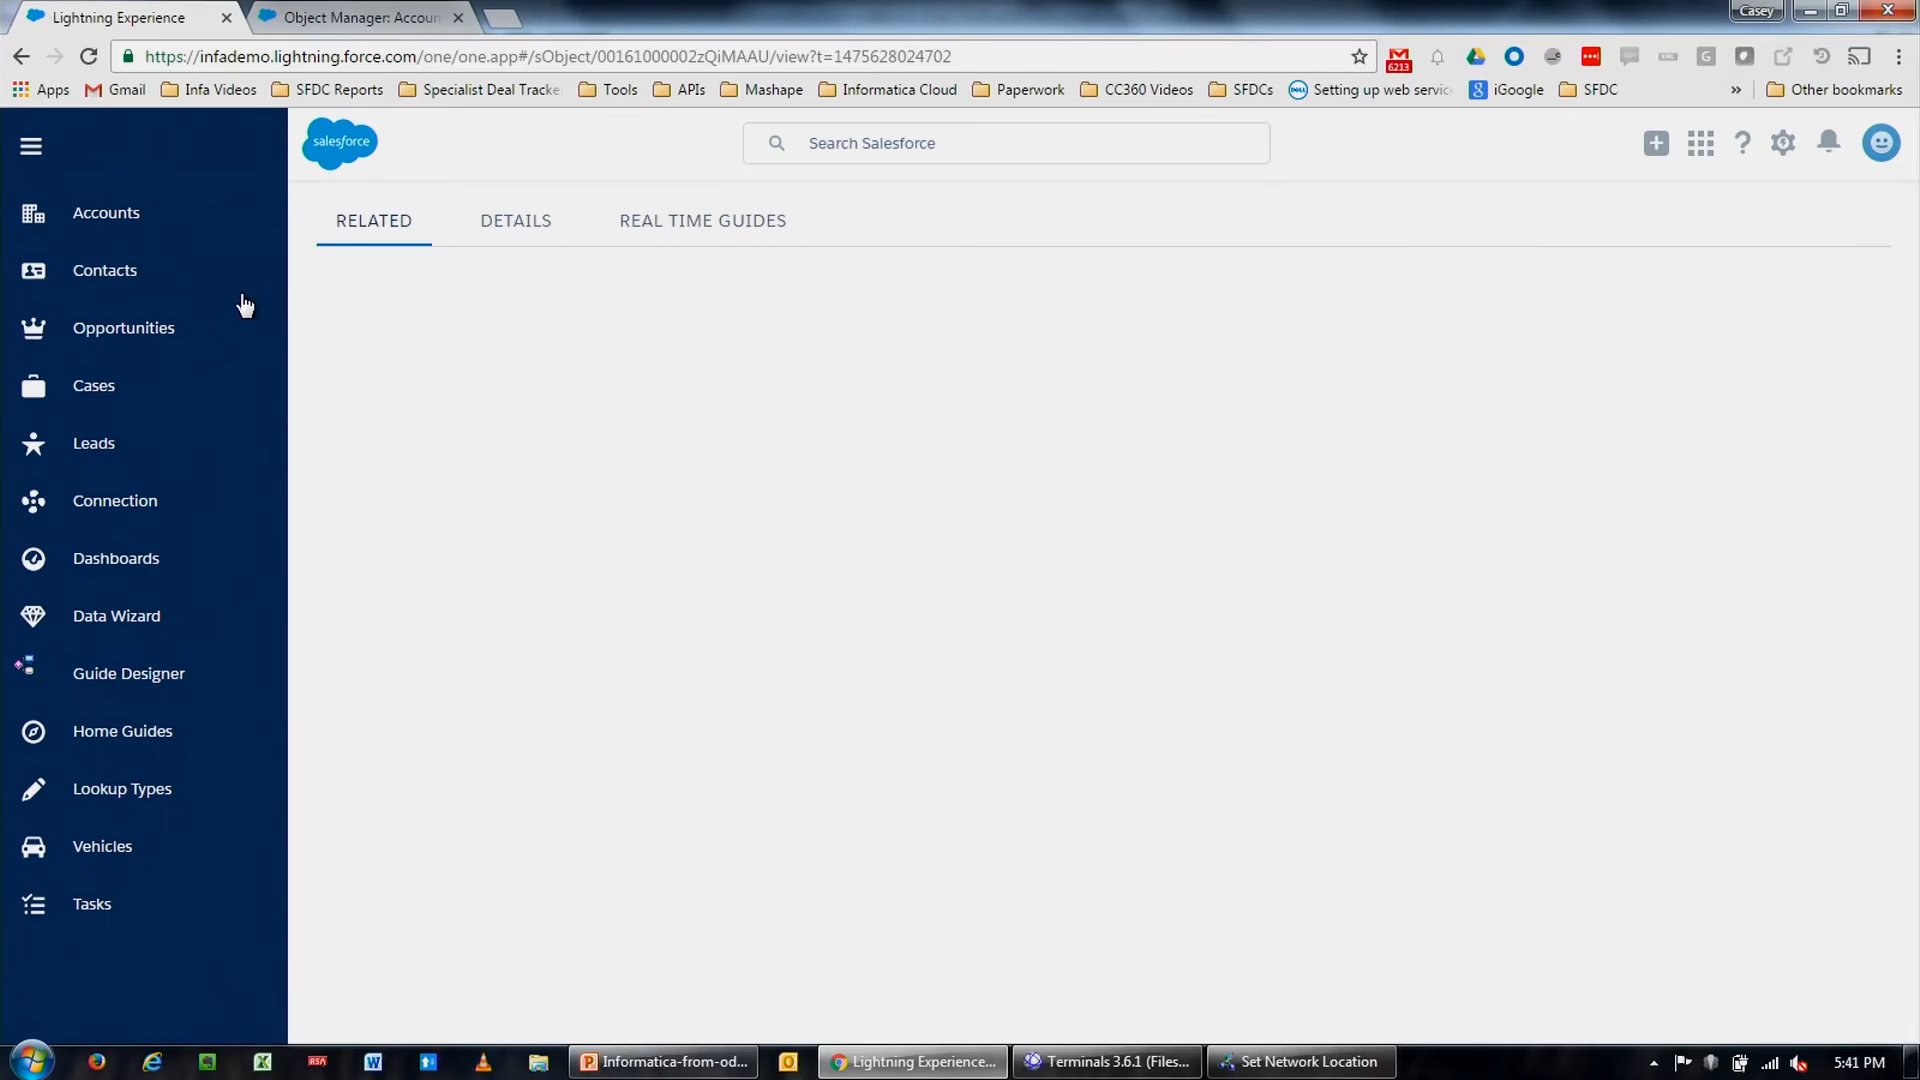 Lightning Experience
Object Manager: Accoun
Casey
https://infademo.lightning.force.com/one/one.app#/sObject/00161000002zQiMAAU/view?t=1475628024702
6213
Apps Gmail Infa Videos SFDC Reports Specialist Deal Tracke Tools APIs Mashape Informatica Cloud Paperwork CC360 Videos SFDCs Setting up web servic iGoogle SFDC » Other bookmarks
salesforce
Search Salesforce
RELATED DETAILS REAL TIME GUIDES
Accounts
Contacts
Opportunities
Cases
Leads
Connection
Dashboards
Data Wizard
Guide Designer
Home Guides
Lookup Types
Vehicles
Tasks
Informatica-from-od...
Lightning Experience...
Terminals 3.6.1 (Files...
Set Network Location
5:41 PM